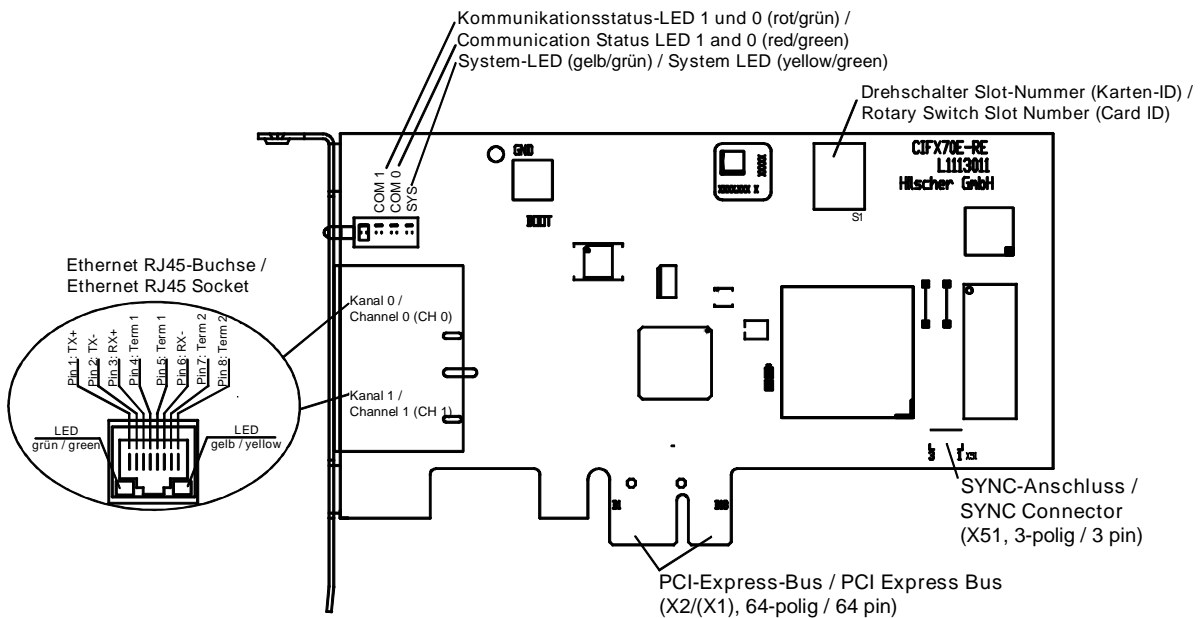 Kommunikationsstatus-LED 1 und 0 (rot/grün) /
Communication Status LED 1 and 0 (red/green)
System-LED (gelb/grün) / System LED (yellow/green)
Drehschalter Slot-Nummer (Karten-ID) /
Rotary Switch Slot Number (Card ID)
COM 1
COM 0
SYS
GND
BOOT
XXXX
XXXXXXX X
S1
CIFX70E-RE
L1113011
Hilscher GmbH
Ethernet RJ45-Buchse /
Ethernet RJ45 Socket
Pin 1: TX+
Pin 2: TX-
Pin 3: RX+
Pin 4: Term 1
Pin 5: Term 1
Pin 6: RX-
Pin 7: Term 2
Pin 8: Term 2
LED
grün / green
LED
gelb / yellow
Kanal 0 /
Channel 0 (CH 0)
Kanal 1 /
Channel 1 (CH 1)
3 1 X51
SYNC-Anschluss /
SYNC Connector
(X51, 3-polig / 3 pin)
PCI-Express-Bus / PCI Express Bus
(X2/(X1), 64-polig / 64 pin)